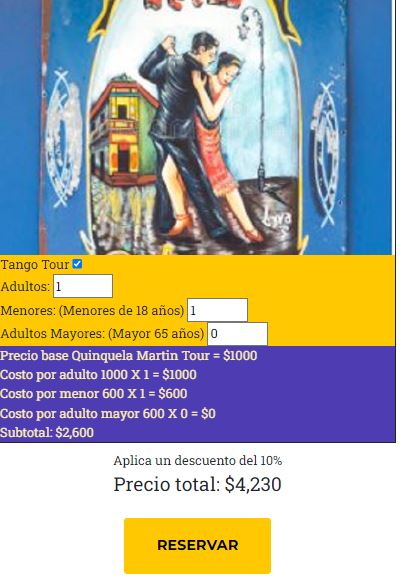 Tango Tour
Adultos: 1
Menores: (Menores de 18 años) 1
Adultos Mayores: (Mayor 65 años) 0
Precio base Quinquela Martin Tour = $1000
Costo por adulto 1000 X 1 = $1000
Costo por menor 600 X 1 = $600
Costo por adulto mayor 600 X 0 = $0
Subtotal: $2,600
Aplica un descuento del 10%
Precio total: $4,230
RESERVAR